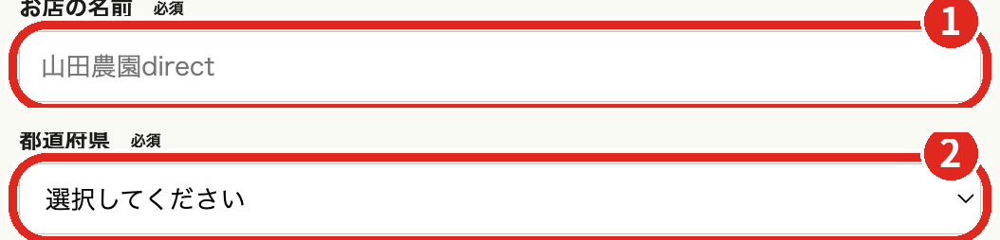 お店の名前 必須
1
山田農園direct
都道府県 必須
2
選択してください